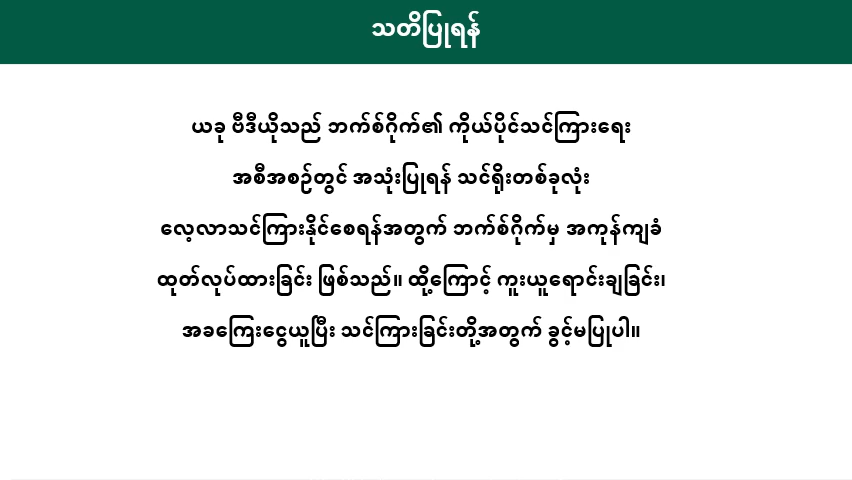 သတိပြုရန်
ယခု ဗီဒီယိုသည် ဘက်စ်ဂိုက်၏ ကိုယ်ပိုင်သင်ကြားရေး
အစီအစဉ်တွင် အသုံးပြုရန် သင်ရိုးတစ်ခုလုံး
လေ့လာသင်ကြားနိုင်စေရန်အတွက် ဘက်စ်ဂိုက်မှ အကုန်ကျခံ
ထုတ်လုပ်ထားခြင်း ဖြစ်သည်။ ထို့ကြောင့် ကူးယူရောင်းချခြင်း၊
အခကြေးငွေယူပြီး သင်ကြားခြင်းတို့အတွက် ခွင့်မပြုပါ။